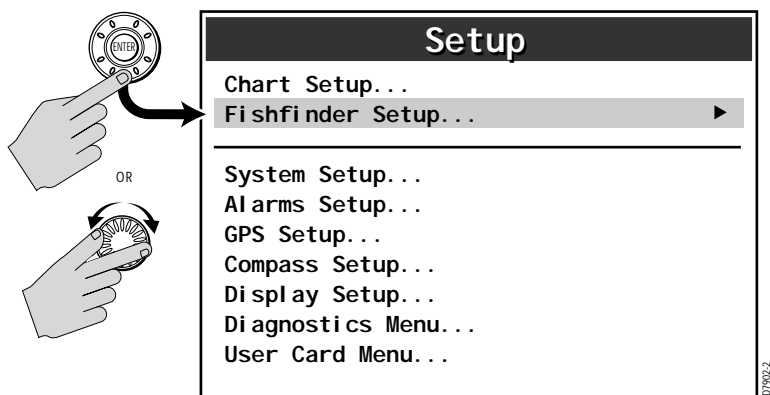 ENTER
OR
Setup
Chart Setup...
Fishfinder Setup...
System Setup...
Alarms Setup...
GPS Setup...
Compass Setup...
Display Setup...
Diagnostics Menu...
User Card Menu...
D7902-2